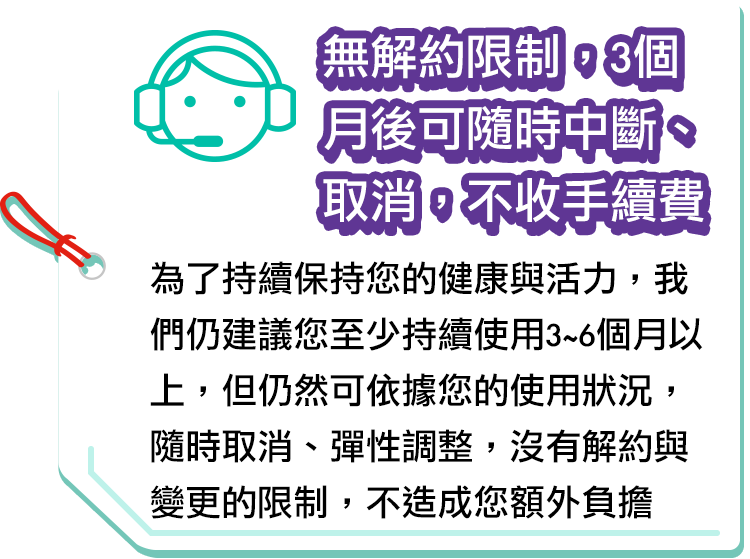 無解約限制，3個
月後可隨時中斷、
取消，不收手續費
為了持續保持您的健康與活力，我
們仍建議您至少持續使用3~6個月以
上，但仍然可依據您的使用狀況，
隨時取消、彈性調整，沒有解約與
變更的限制，不造成您額外負擔